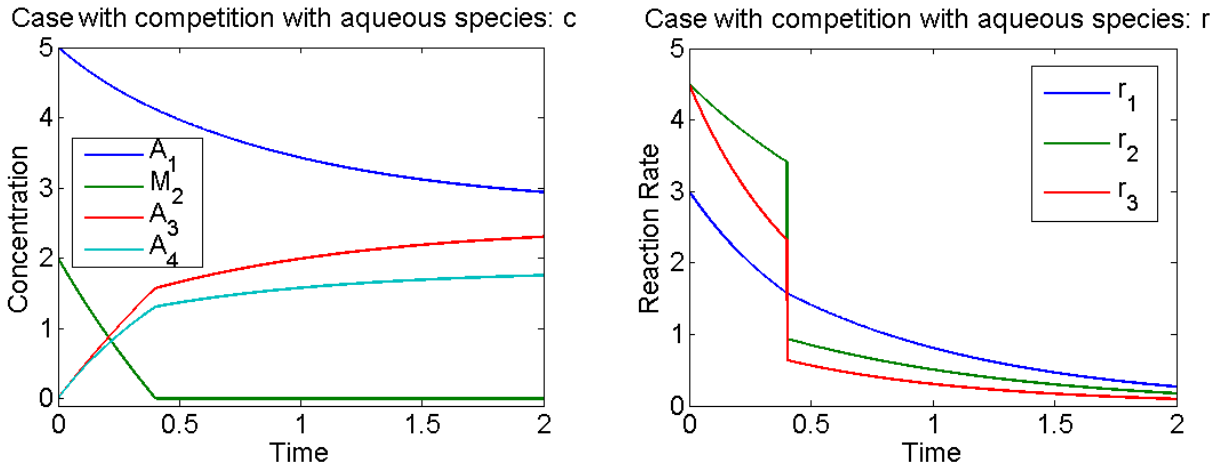 Case with competition with aqueous species: c
Concentration
5
4
3
2
1
0
A1
M2
A3
A4
0
0.5
1
1.5
2
Time
Case with competition with aqueous species: r
Reaction Rate
5
4
3
2
1
0
r1
r2
r3
0
0.5
1
1.5
2
Time